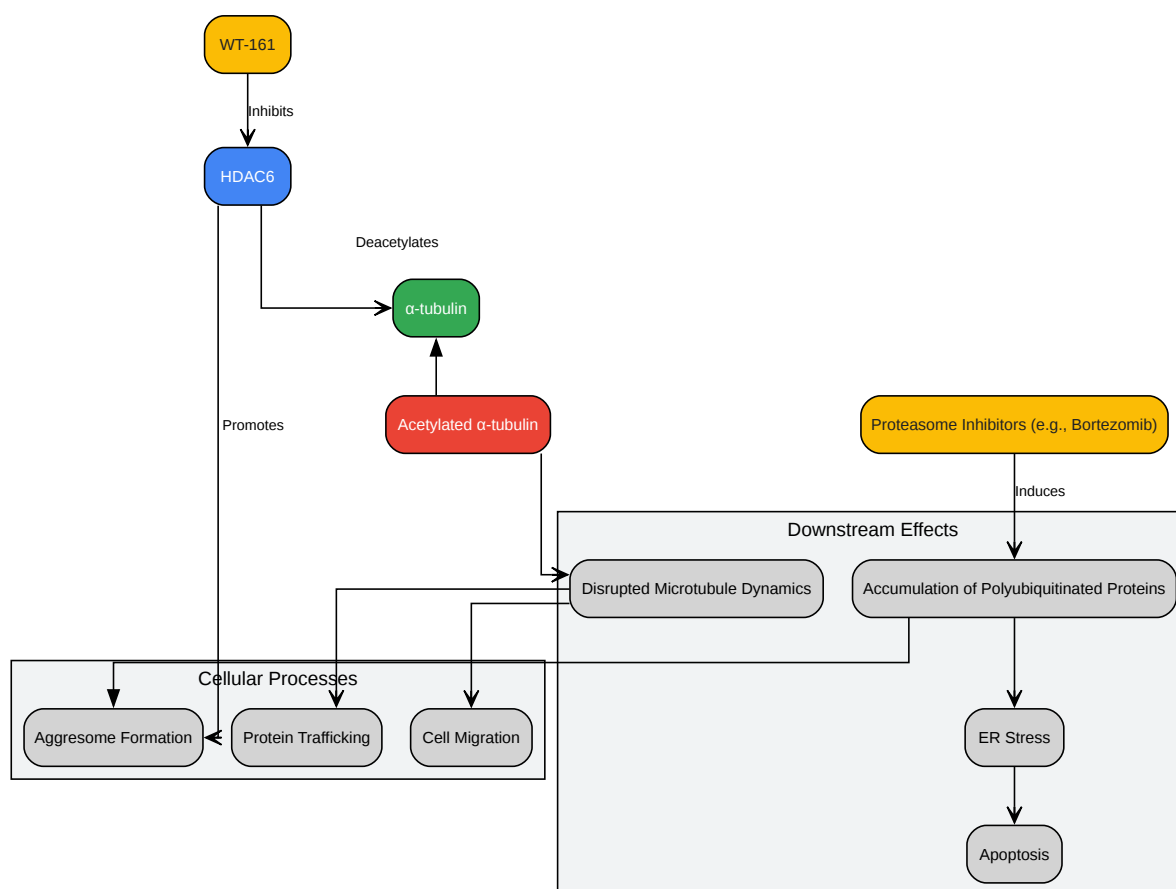 WT-161
Inhibits
HDAC6
Deacetylates
α-tubulin
Promotes
Acetylated α-tubulin
Proteasome Inhibitors (e.g., Bortezomib)
Induces
Downstream Effects
Disrupted Microtubule Dynamics
Accumulation of Polyubiquitinated Proteins
Cellular Processes
Aggresome Formation
Protein Trafficking
Cell Migration
ER Stress
Apoptosis